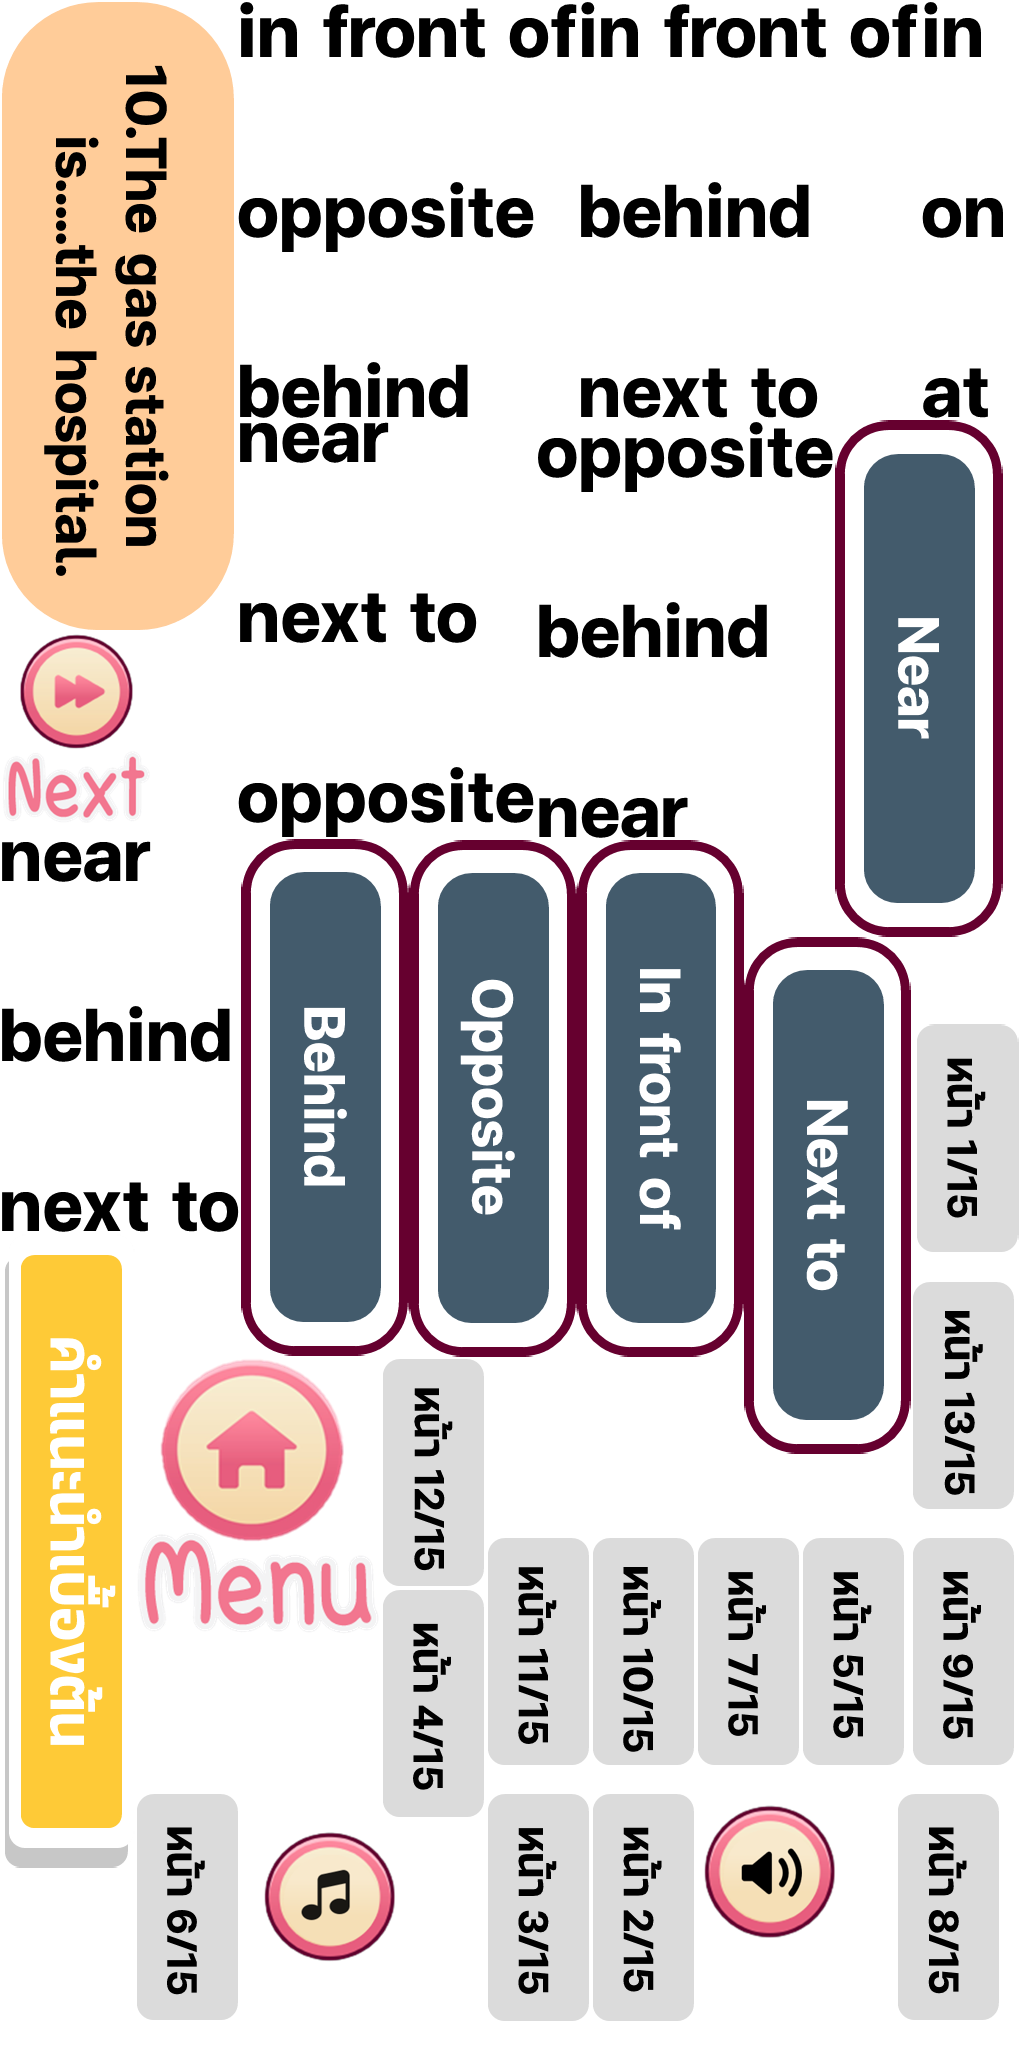 in front of
in front of
in
opposite
behind
on
behind
next to
at
10.The gas station
is.....the hospital.
near
opposite
next to
behind
opposite
near
Near
Next
near
behind
next to
Behind
Opposite
In front of
Next to
หน้า 1/15
หน้า 13/15
คำแนะนำเบื้องต้น
Menu
หน้า 12/15
หน้า 4/15
หน้า 11/15
หน้า 10/15
หน้า 7/15
หน้า 5/15
หน้า 9/15
หน้า 6/15
หน้า 3/15
หน้า 2/15
หน้า 8/15